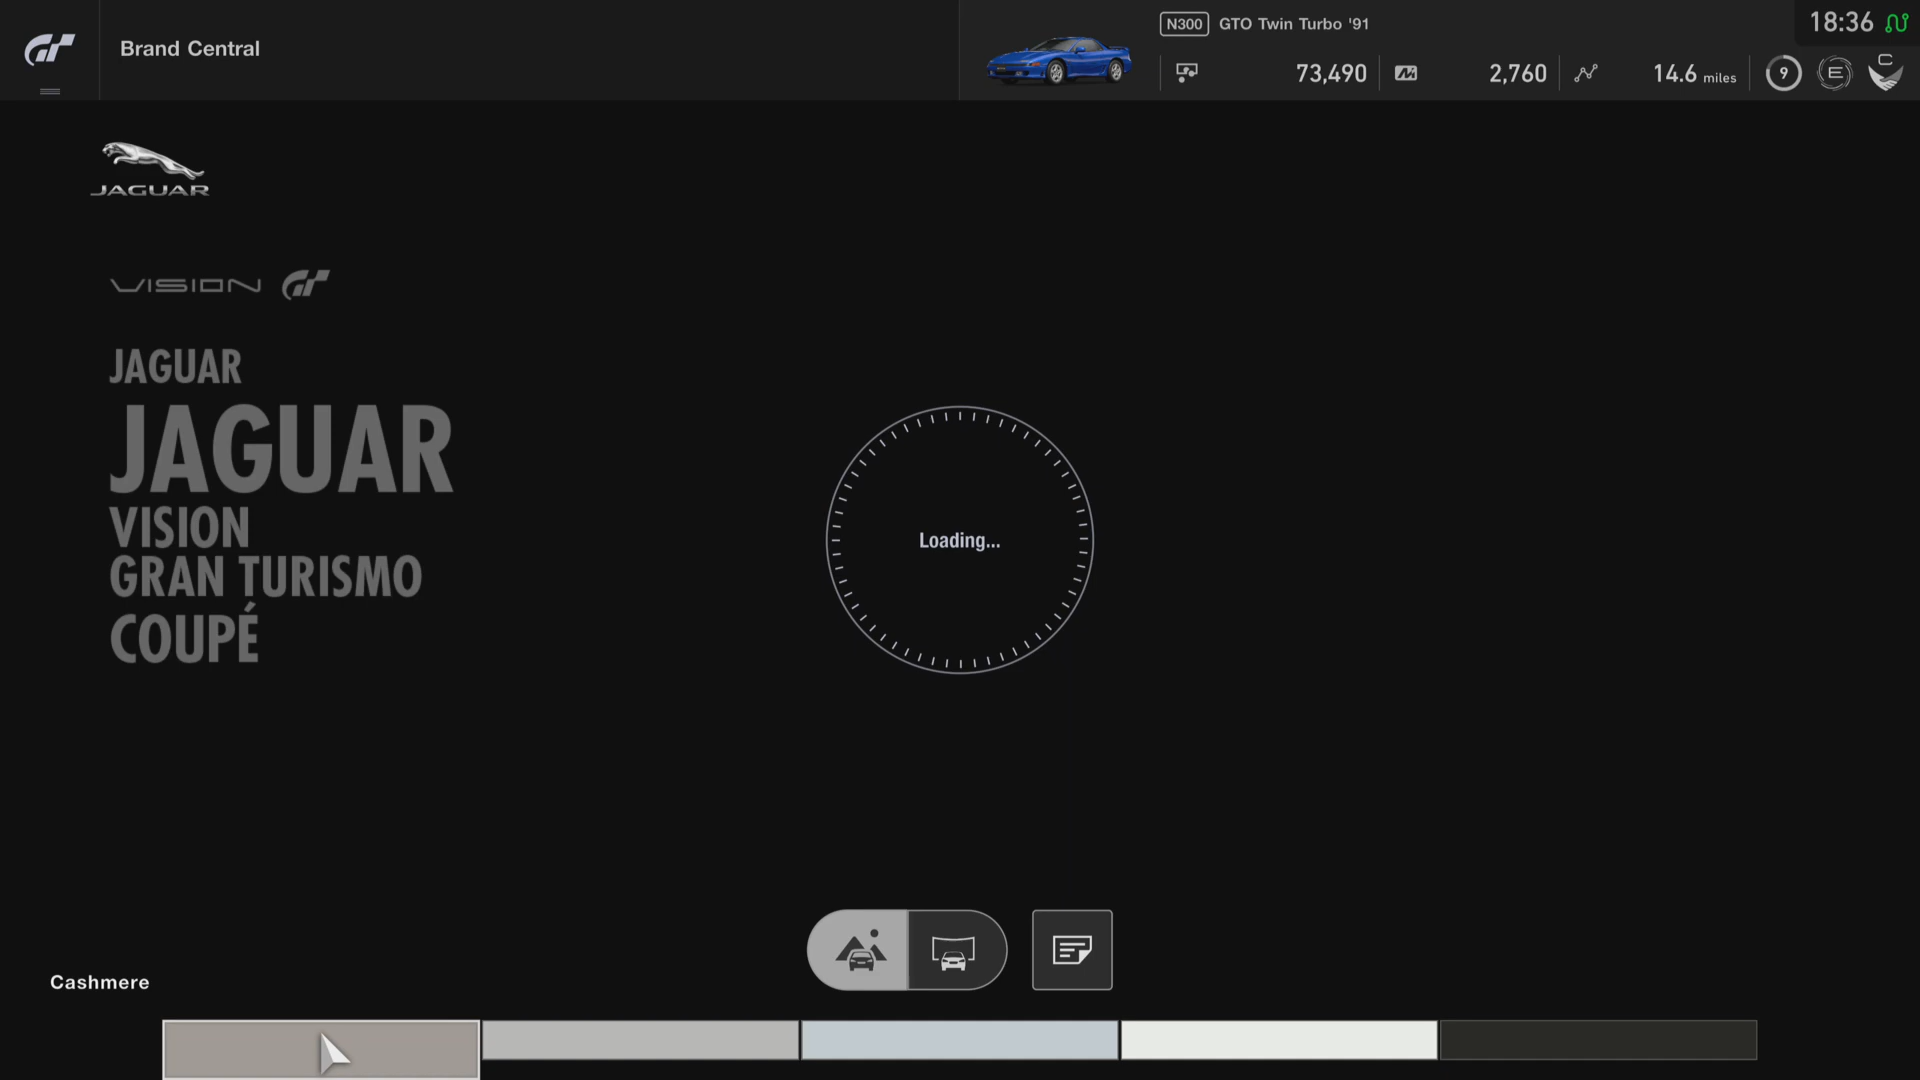 Brand Central
N300 GTO Twin Turbo '91
18:36
73,490
2,760
14.6 miles
9
E
C
JAGUAR
VISION GT
JAGUAR
JAGUAR
VISION
GRAN TURISMO
COUPÉ
Loading...
Cashmere